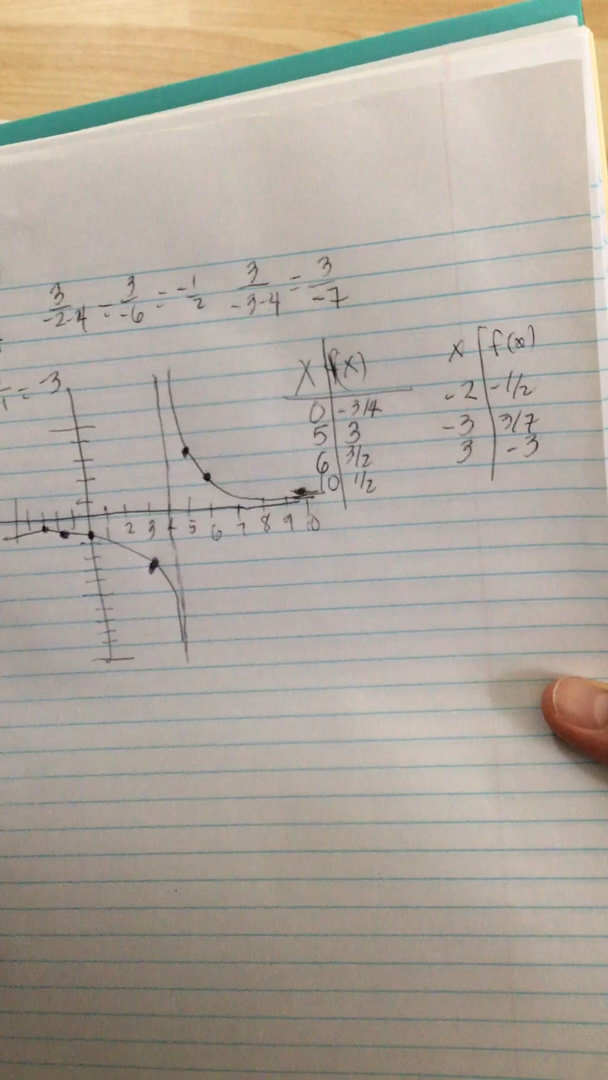 3/-2-4 = 3/-6 = -1/2 3/-3-4 = 3/-7
= -3
X f(x)
0 -3/4
5 3
6 3/2
10 1/2
x f(x)
-2 -1/2
-3 3/7
3 -3
2 3 4 5 6 7 8 9 10